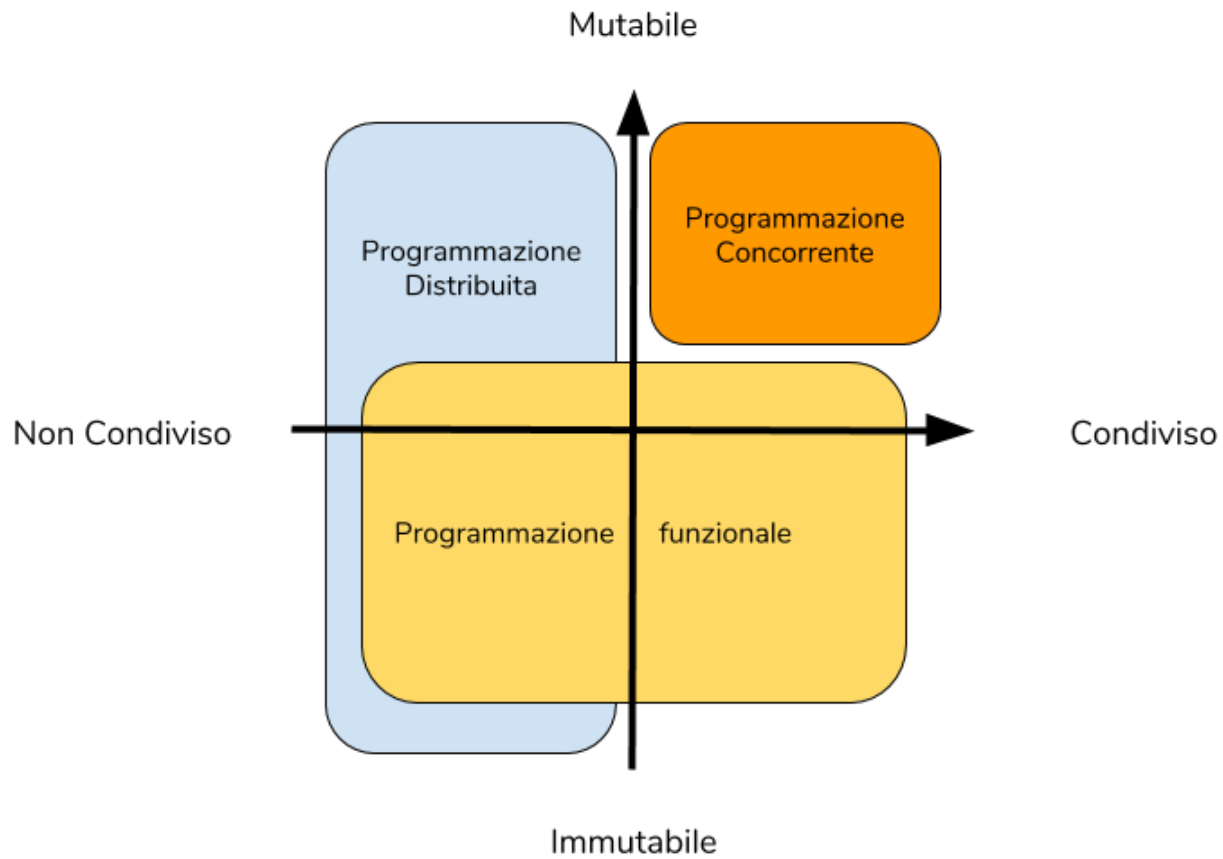 Mutabile
Programmazione
Concorrente
Programmazione
Distribuita
Non Condiviso
Condiviso
Programmazione funzionale
Immutabile